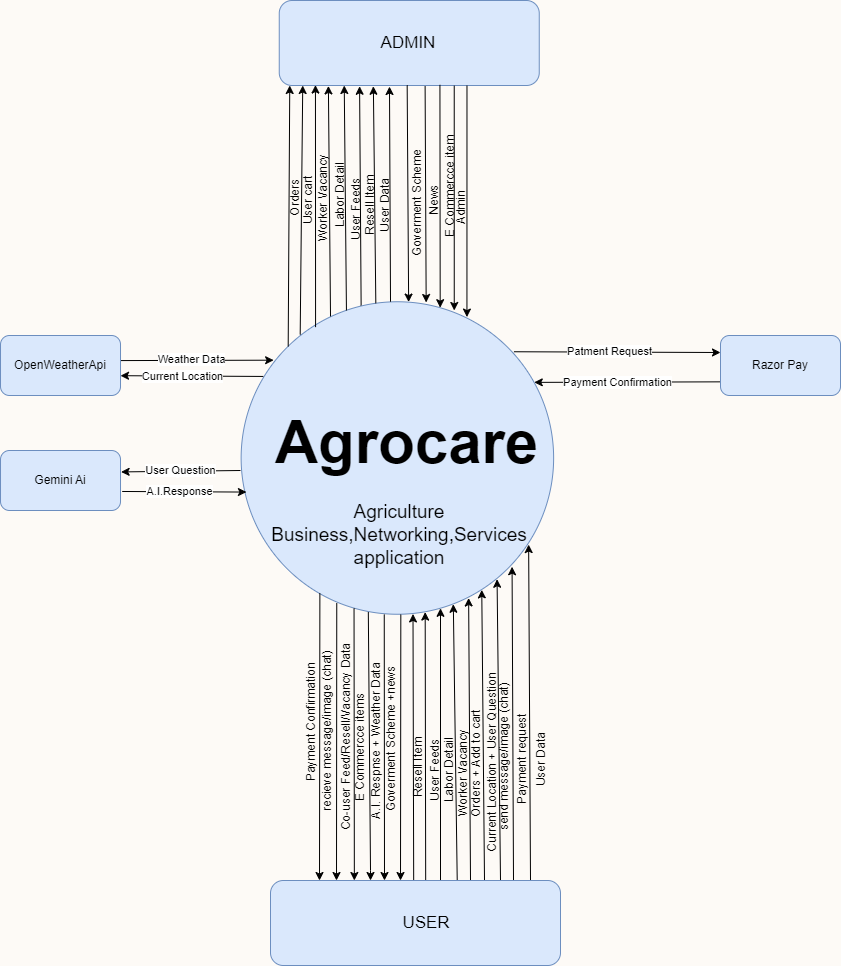 ADMIN
Orders
User cart
Worker Vacancy
Labor Detail
User Feeds
Resell Item
User Data
Goverment Scheme
News
E Commercce item
Admin
OpenWeatherApi
Weather Data
Current Location
Patment Request
Payment Confirmation
Razor Pay
Gemini Ai
User Question
A.I.Response
Agrocare
Agriculture
Business,Networking,Services
application
Payment Confirmation
recieve message/image (chat)
Co-user Feed/Resell/Vacancy Data
E Commercce items
A.I. Respnse + Weather Data
Goverment Scheme +news
Resell Item
User Feeds
Labor Detail
Worker Vacancy
Orders + Add to cart
Current Location + User Question
send message/image (chat)
Payment request
User Data
USER